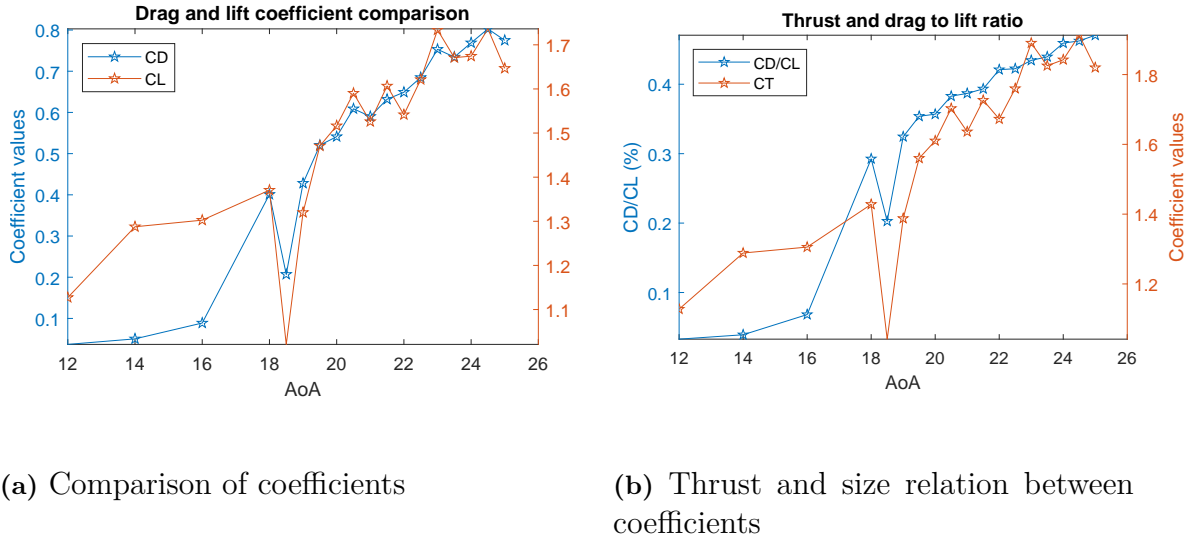 Drag and lift coefficient comparison
CD
CL
Coefficient values
0.8
0.7
0.6
0.5
0.4
0.3
0.2
0.1
1.7
1.6
1.5
1.4
1.3
1.2
1.1
12 14 16 18 20 22 24 26
AoA
Thrust and drag to lift ratio
CD/CL
CT
CD/CL (%)
0.4
0.3
0.2
0.1
1.8
1.6
1.4
1.2
Coefficient values
12 14 16 18 20 22 24 26
AoA
(a) Comparison of coefficients
(b) Thrust and size relation between
coefficients